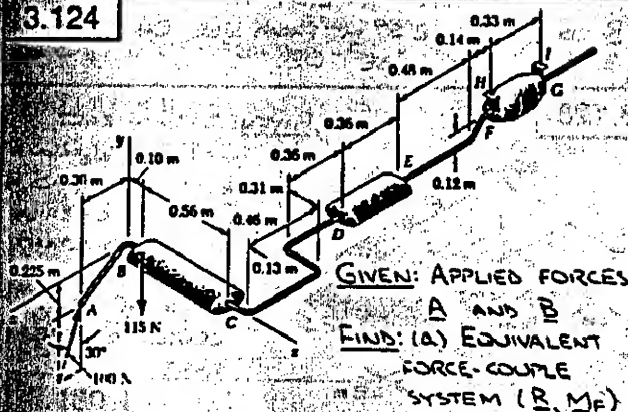 3.124
0.33 m
0.14 m
I
H
0.48 m
G
F
0.36 m
y
0.10 m
0.36 m
E
0.12 m
0.30 m
0.31 m
0.56 m
0.46 m
D
0.13 m
0.225 m
B
GIVEN: APPLIED FORCES
A
115 N
C
A AND B
30°
FIND: (a) EQUIVALENT
FORCE-COUPLE
SYSTEM (R, MF)